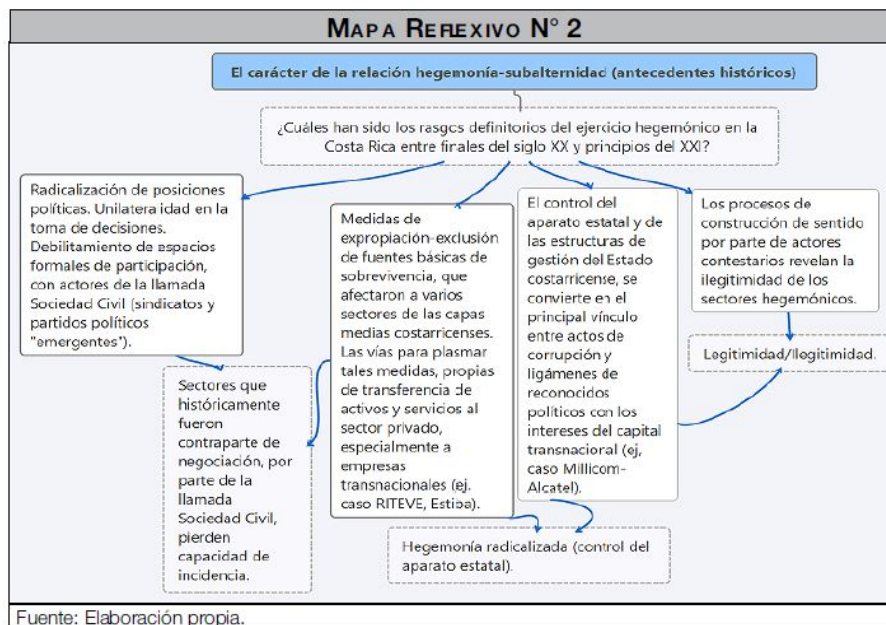 MAPA REFLEXIVO N° 2
El carácter de la relación hegemonía-subalternidad (antecedentes históricos)
¿Cuáles han sido los rasgos definitorios del ejercicio hegemónico en la
Costa Rica entre finales del siglo XX y principios del XXI?
Radicalización de posiciones
políticas. Unilateralidad en la
toma de decisiones.
Debilitamiento de espacios
formales de participación,
con actores de la llamada
Sociedad Civil (sindicatos y
partidos políticos
"emergentes").
Sectores que
históricamente
fueron
contraparte de
negociación, por
parte de la
llamada
Sociedad Civil,
pierden
capacidad de
incidencia.
Medidas de
expropiación-exclusión
de fuentes básicas de
sobrevivencia, que
afectaron a varios
sectores de las capas
medias costarricenses.
Las vías para plasmar
tales medidas, propias
de transferencia de
activos y servicios al
sector privado,
especialmente a
empresas
transnacionales (ej.
caso RITEVE, Estiba).
El control del
aparato estatal y de
las estructuras de
gestión del Estado
costarricense, se
convierte en el
principal vínculo
entre actos de
corrupción y
ligámenes de
reconocidos
políticos con los
intereses del capital
transnacional (ej,
caso Millicom-
Alcatel).
Los procesos de
construcción de sentido
por parte de actores
contestarios revelan la
ilegitimidad de los
sectores hegemónicos.
Legitimidad/Ilegitimidad.
Hegemonía radicalizada (control del
aparato estatal).
Fuente: Elaboración propia.